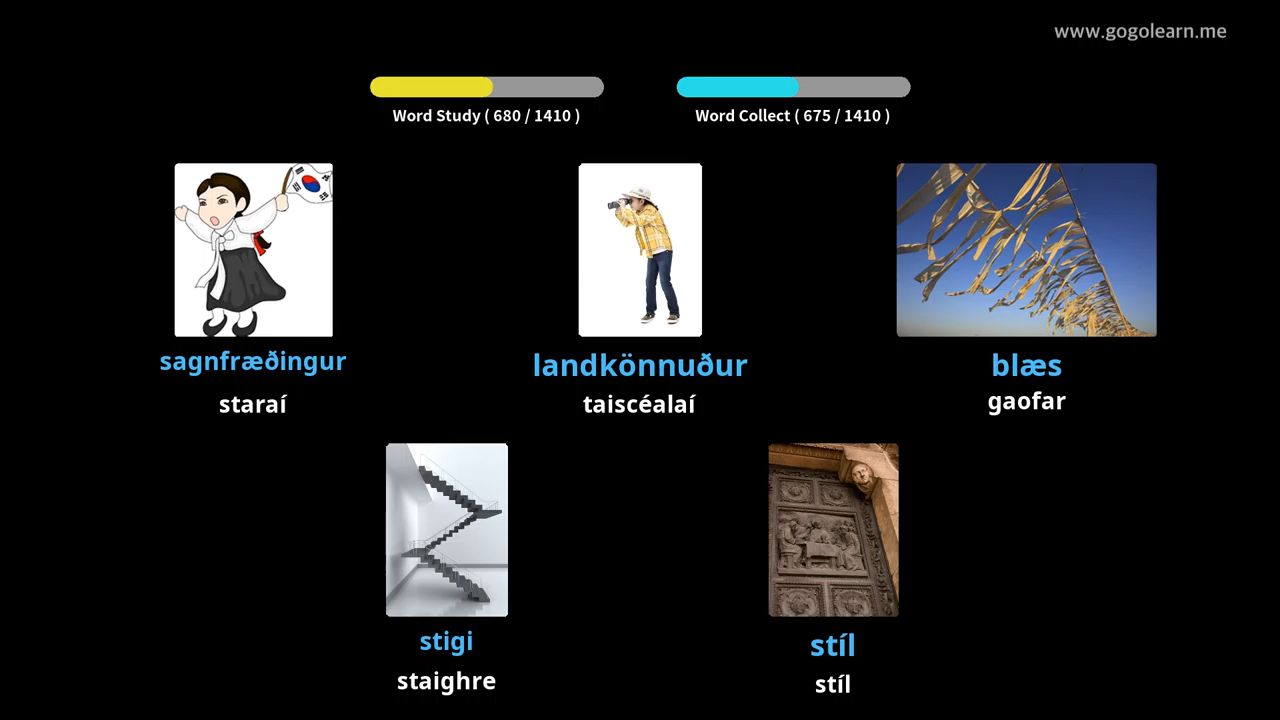 www.gogolearn.me
Word Study ( 680 / 1410 )
Word Collect ( 675 / 1410 )
sagnfræðingur
staraí
landkönnuður
taiscéalaí
blæs
gaofar
stigi
staighre
stíl
stíl